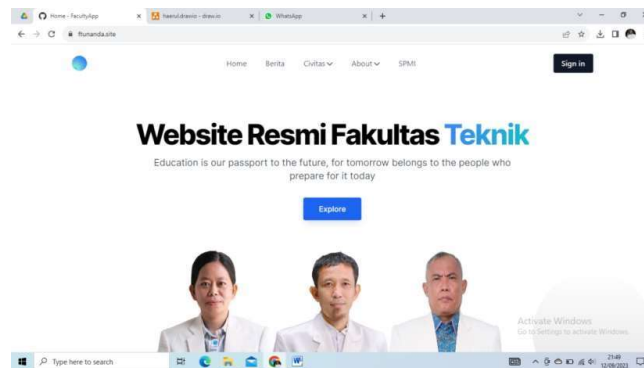 Home - FacultyApp
haerul.drawio - draw.io
WhatsApp
ftunanda.site
Home Berita Civitas About SPMI
Sign in
Website Resmi Fakultas Teknik
Education is our passport to the future, for tomorrow belongs to the people who
prepare for it today
Explore
Activate Windows
Go to Settings to activate Windows.
Type here to search
21:49
12/08/2023